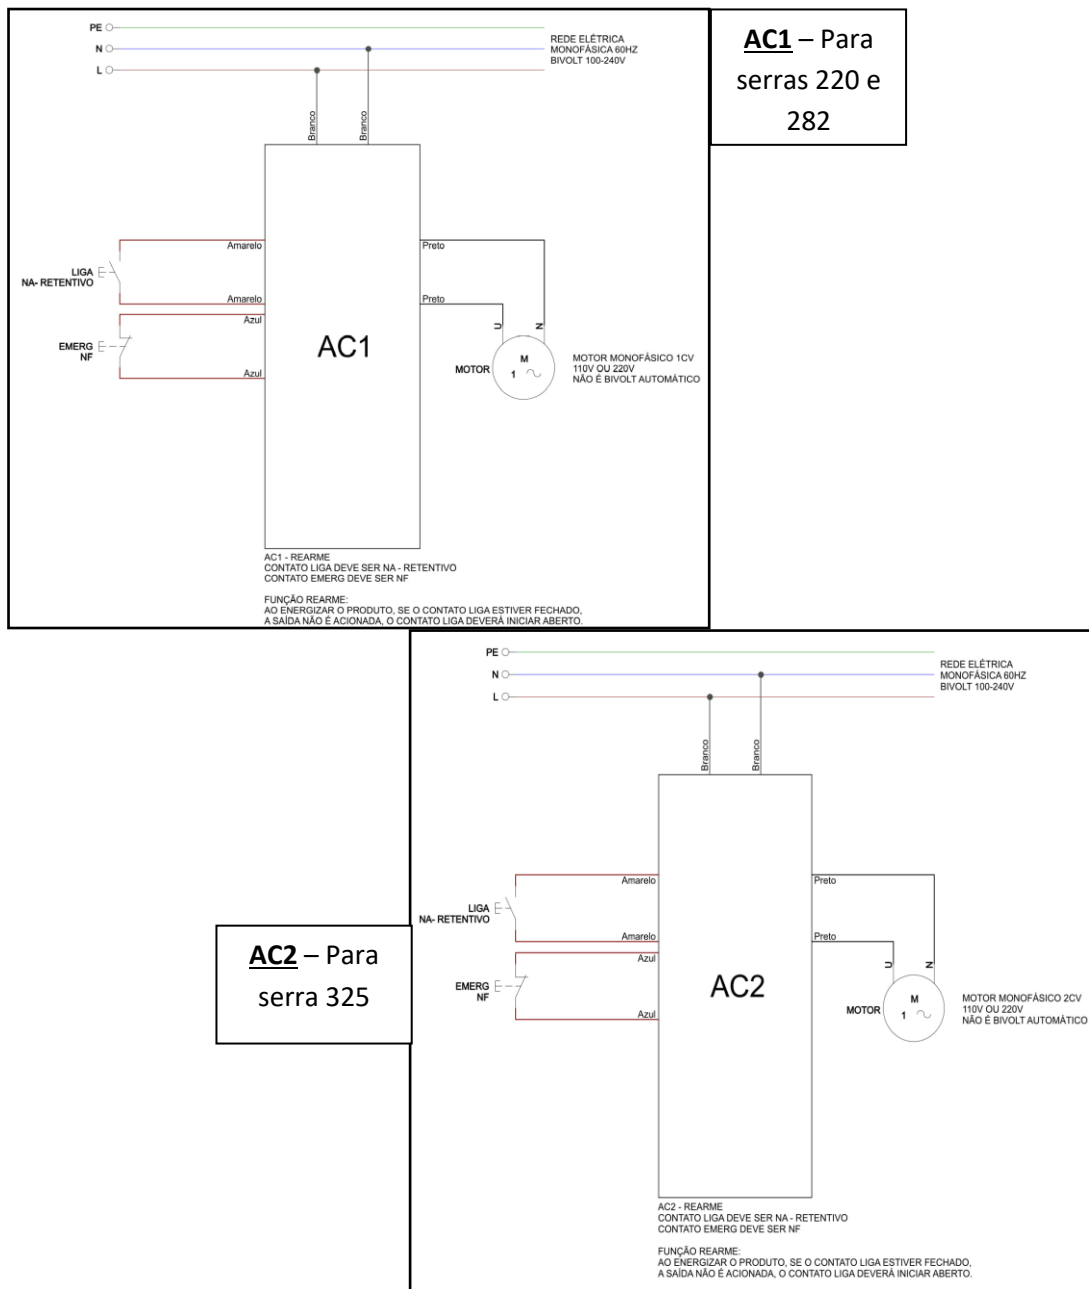 PE
N
L
REDE ELÉTRICA
MONOFÁSICA 60HZ
BIVOLT 100-240V
AC1 – Para
serras 220 e
282
Branco
Branco
Amarelo
Preto
LIGA
NA- RETENTIVO
Amarelo
Preto
Azul
U
N
EMERG
NF
AC1
Azul
MOTOR
M
1
MOTOR MONOFÁSICO 1CV
110V OU 220V
NÃO É BIVOLT AUTOMÁTICO
AC1 - REARME
CONTATO LIGA DEVE SER NA - RETENTIVO
CONTATO EMERG DEVE SER NF
FUNÇÃO REARME:
AO ENERGIZAR O PRODUTO, SE O CONTATO LIGA ESTIVER FECHADO,
A SAÍDA NÃO É ACIONADA, O CONTATO LIGA DEVERÁ INICIAR ABERTO.
PE
N
L
REDE ELÉTRICA
MONOFÁSICA 60HZ
BIVOLT 100-240V
Branco
Branco
Amarelo
Preto
LIGA
NA- RETENTIVO
Amarelo
Preto
AC2 – Para
serra 325
Azul
U
N
EMERG
NF
AC2
Azul
MOTOR
M
1
MOTOR MONOFÁSICO 2CV
110V OU 220V
NÃO É BIVOLT AUTOMÁTICO
AC2 - REARME
CONTATO LIGA DEVE SER NA - RETENTIVO
CONTATO EMERG DEVE SER NF
FUNÇÃO REARME:
AO ENERGIZAR O PRODUTO, SE O CONTATO LIGA ESTIVER FECHADO,
A SAÍDA NÃO É ACIONADA, O CONTATO LIGA DEVERÁ INICIAR ABERTO.